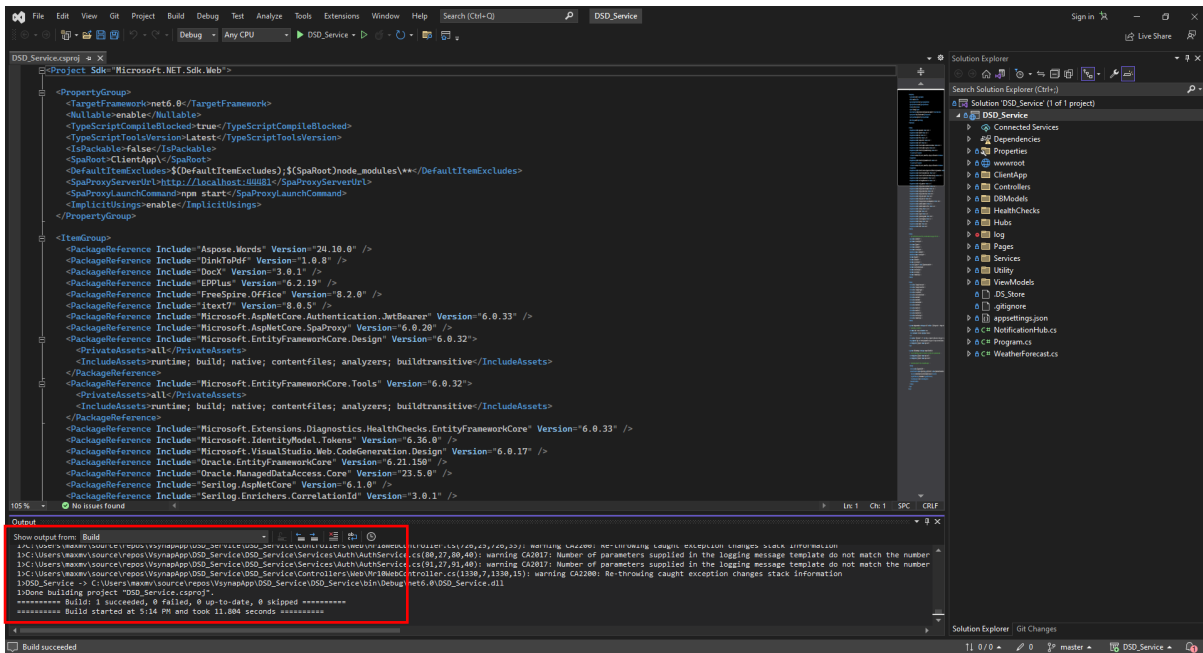 File Edit View Git Project Build Debug Test Analyze Tools Extensions Window Help Search (Ctrl+Q) DSD_Service Sign in
Debug Any CPU DSD_Service Live Share
DSD_Service.csproj
<Project Sdk="Microsoft.NET.Sdk.Web">
<PropertyGroup>
<TargetFramework>net6.0</TargetFramework>
<Nullable>enable</Nullable>
<TypeScriptCompileBlocked>true</TypeScriptCompileBlocked>
<TypeScriptToolsVersion>Latest</TypeScriptToolsVersion>
<IsPackable>false</IsPackable>
<SpaRoot>ClientApp\</SpaRoot>
<DefaultItemExcludes>$(DefaultItemExcludes);$(SpaRoot)node_modules\**</DefaultItemExcludes>
<SpaProxyServerUrl>http://localhost:44481</SpaProxyServerUrl>
<SpaProxyLaunchCommand>npm start</SpaProxyLaunchCommand>
<ImplicitUsings>enable</ImplicitUsings>
</PropertyGroup>
<ItemGroup>
<PackageReference Include="Aspose.Words" Version="24.10.0" />
<PackageReference Include="DinkToPdf" Version="1.0.8" />
<PackageReference Include="DocX" Version="3.0.1" />
<PackageReference Include="EPPlus" Version="6.2.19" />
<PackageReference Include="FreeSpire.Office" Version="8.2.0" />
<PackageReference Include="itext7" Version="8.0.5" />
<PackageReference Include="Microsoft.AspNetCore.Authentication.JwtBearer" Version="6.0.33" />
<PackageReference Include="Microsoft.AspNetCore.SpaProxy" Version="6.0.20" />
<PackageReference Include="Microsoft.EntityFrameworkCore.Design" Version="6.0.32">
<PrivateAssets>all</PrivateAssets>
<IncludeAssets>runtime; build; native; contentfiles; analyzers; buildtransitive</IncludeAssets>
</PackageReference>
<PackageReference Include="Microsoft.EntityFrameworkCore.Tools" Version="6.0.32">
<PrivateAssets>all</PrivateAssets>
<IncludeAssets>runtime; build; native; contentfiles; analyzers; buildtransitive</IncludeAssets>
</PackageReference>
<PackageReference Include="Microsoft.Extensions.Diagnostics.HealthChecks.EntityFrameworkCore" Version="6.0.33" />
<PackageReference Include="Microsoft.IdentityModel.Tokens" Version="6.36.0" />
<PackageReference Include="Microsoft.VisualStudio.Web.CodeGeneration.Design" Version="6.0.17" />
<PackageReference Include="Oracle.EntityFrameworkCore" Version="6.21.150" />
<PackageReference Include="Oracle.ManagedDataAccess.Core" Version="23.5.0" />
<PackageReference Include="Serilog.AspNetCore" Version="6.1.0" />
<PackageReference Include="Serilog.Enrichers.CorrelationId" Version="3.0.1" />
105 % No issues found Ln: 1 Ch: 1 SPC CRLF
Output
Show output from: Build
1>C:\Users\maxmv\source\repos\VsynapApp\DSD_Service\DSD_Service\Services\Auth\AuthService.cs(80,27,80,40): warning CA2017: Number of parameters supplied in the logging message template do not match the number
1>C:\Users\maxmv\source\repos\VsynapApp\DSD_Service\DSD_Service\Services\Auth\AuthService.cs(91,27,91,40): warning CA2017: Number of parameters supplied in the logging message template do not match the number
1>C:\Users\maxmv\source\repos\VsynapApp\DSD_Service\DSD_Service\Controllers\Web\Mr10WebController.cs(1330,7,1330,15): warning CA2200: Re-throwing caught exception changes stack information
1>DSD_Service -> C:\Users\maxmv\source\repos\VsynapApp\DSD_Service\DSD_Service\bin\Debug\net6.0\DSD_Service.dll
1>Done building project "DSD_Service.csproj".
========== Build: 1 succeeded, 0 failed, 0 up-to-date, 0 skipped ==========
========== Build started at 5:14 PM and took 11.804 seconds ==========
Solution Explorer
Search Solution Explorer (Ctrl+;)
Solution 'DSD_Service' (1 of 1 project)
DSD_Service
Connected Services
Dependencies
Properties
wwwroot
ClientApp
Controllers
DBModels
HealthChecks
Hubs
log
Pages
Services
Utility
ViewModels
.DS_Store
.gitignore
appsettings.json
C# NotificationHub.cs
C# Program.cs
C# WeatherForecast.cs
Solution Explorer Git Changes
Build succeeded 0 / 0 0 master DSD_Service